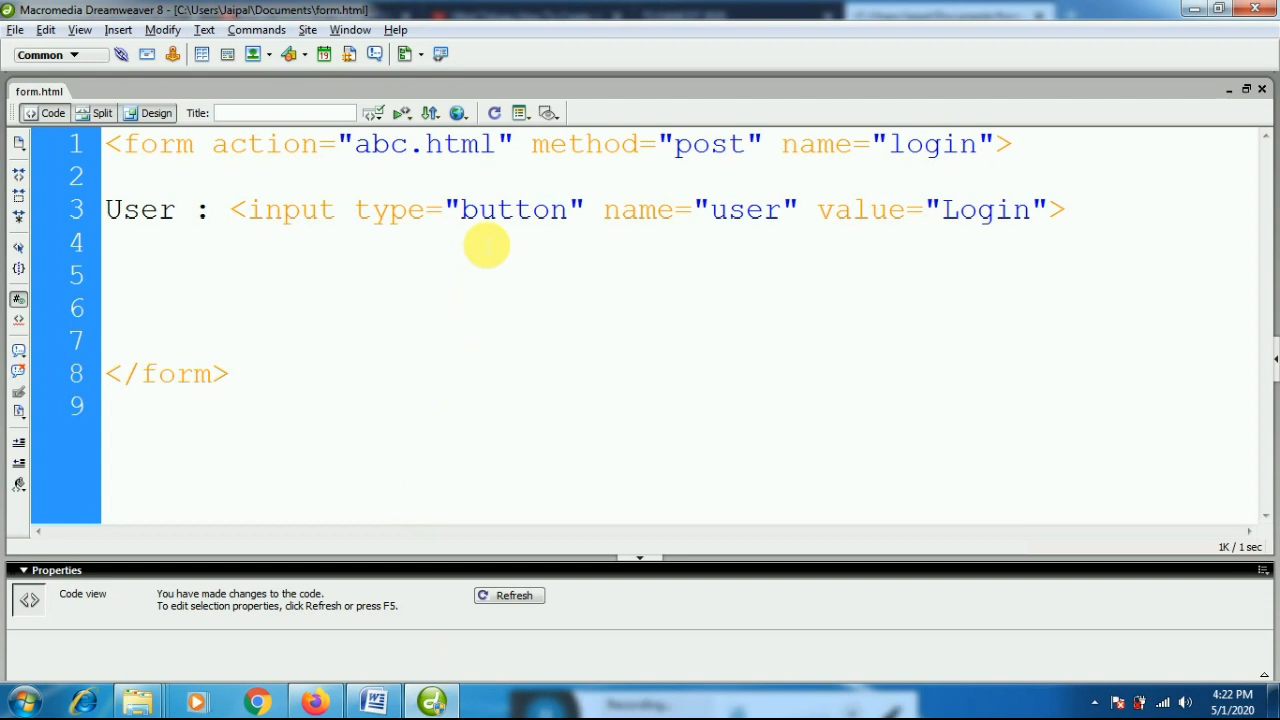 Macromedia Dreamweaver 8 - [C:\Users\Jaipal\Documents\form.html]
File Edit View Insert Modify Text Commands Site Window Help
Common
form.html
Code Split Design Title:
1 <form action="abc.html" method="post" name="login">
2
3 User : <input type="button" name="user" value="Login">
4
5
6
7
8 </form>
9
1K / 1 sec
Properties
Code view You have made changes to the code. Refresh
To edit selection properties, click Refresh or press F5.
Recording...
4:22 PM
5/1/2020